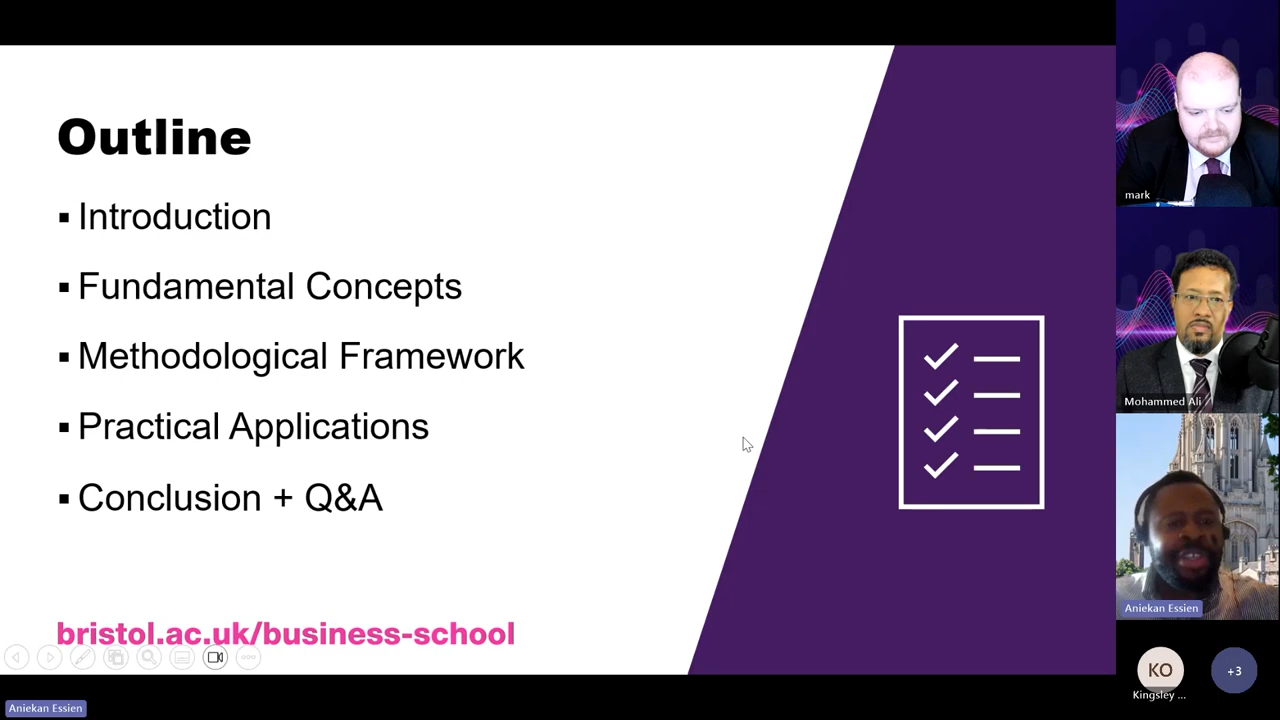 Outline
▪ Introduction
▪ Fundamental Concepts
▪ Methodological Framework
▪ Practical Applications
▪ Conclusion + Q&A
bristol.ac.uk/business-school
Aniekan Essien
mark
Mohammed Ali
Aniekan Essien
KO
Kingsley ...
+3